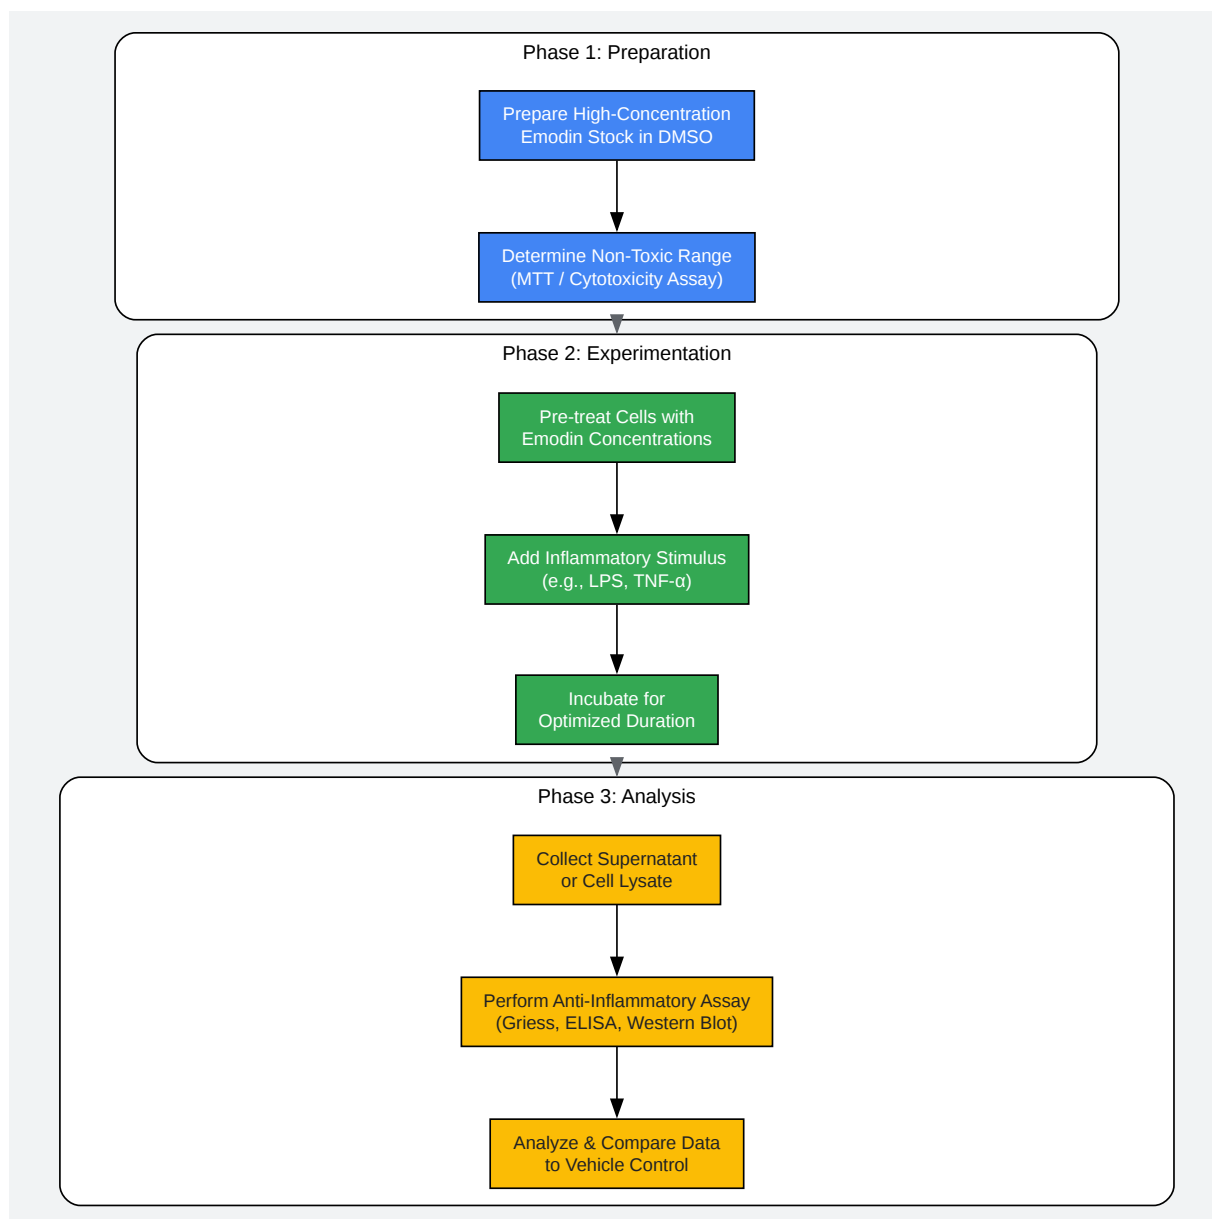 Phase 1: Preparation
Prepare High-Concentration
Emodin Stock in DMSO
Determine Non-Toxic Range
(MTT / Cytotoxicity Assay)
Phase 2: Experimentation
Pre-treat Cells with
Emodin Concentrations
Add Inflammatory Stimulus
(e.g., LPS, TNF-α)
Incubate for
Optimized Duration
Phase 3: Analysis
Collect Supernatant
or Cell Lysate
Perform Anti-Inflammatory Assay
(Griess, ELISA, Western Blot)
Analyze & Compare Data
to Vehicle Control